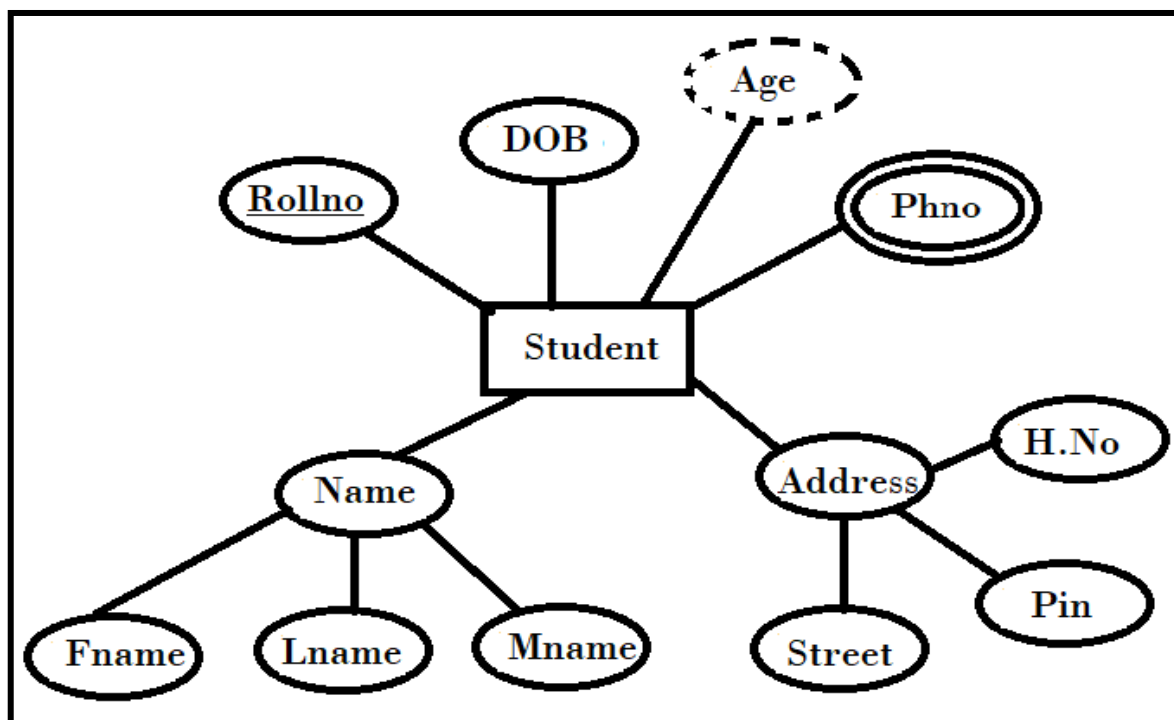 Age
DOB
Rollno
Phno
Student
H.No
Name
Address
Pin
Fname
Lname
Mname
Street